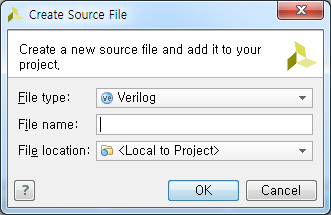 Create Source File
Create a new source file and add it to your
project.
File type: Verilog
File name:
File location: <Local to Project>
? OK Cancel